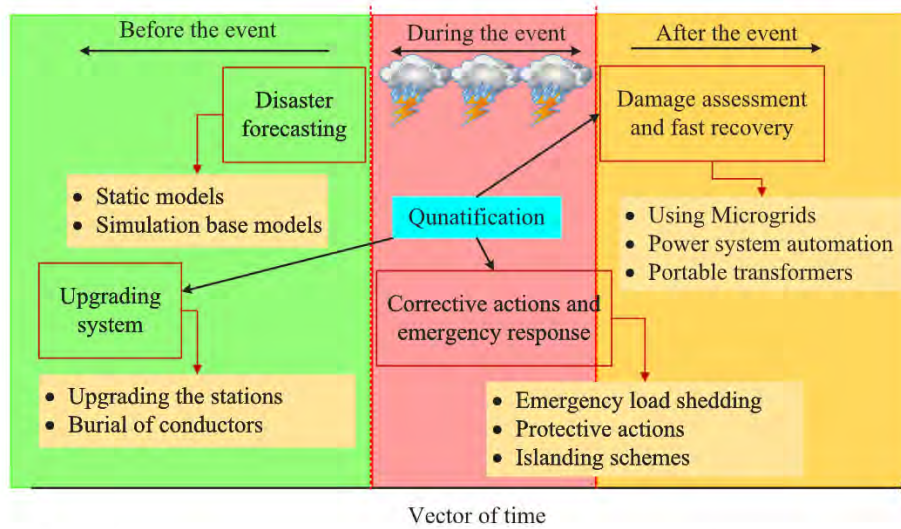 Before the event
During the event
After the event
Disaster
forecasting
Damage assessment
and fast recovery
• Static models
• Simulation base models
Qunatification
• Using Microgrids
• Power system automation
• Portable transformers
Upgrading
system
Corrective actions and
emergency response
• Upgrading the stations
• Burial of conductors
• Emergency load shedding
• Protective actions
• Islanding schemes
Vector of time